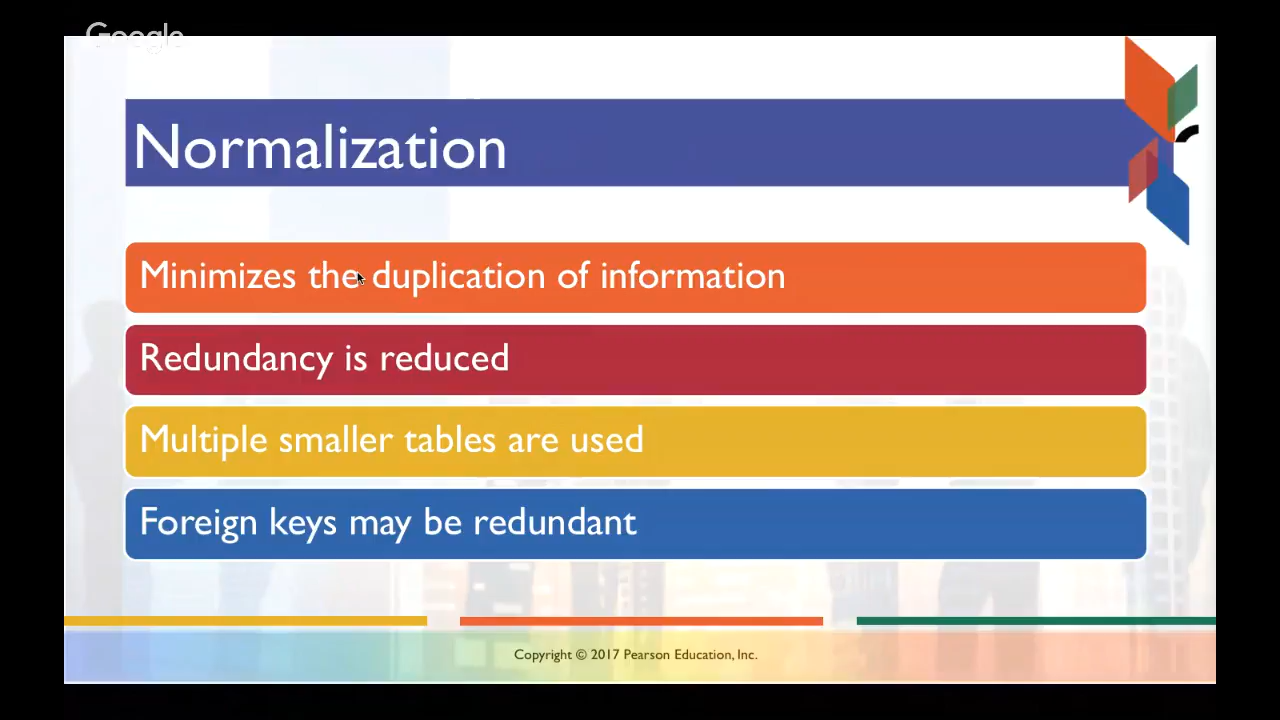 Google
Normalization
Minimizes the duplication of information
Redundancy is reduced
Multiple smaller tables are used
Foreign keys may be redundant
Copyright © 2017 Pearson Education, Inc.